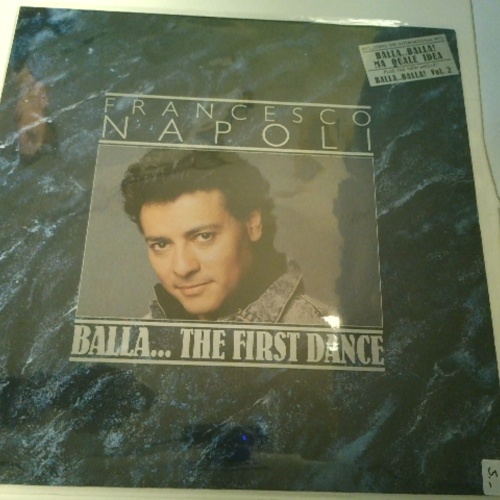 BALLA..BALLA!
MA QUALE IDEA
BALLA..BALLA! Vol. 2
FRANCESCO
NAPOLI
BALLA... THE FIRST DANCE